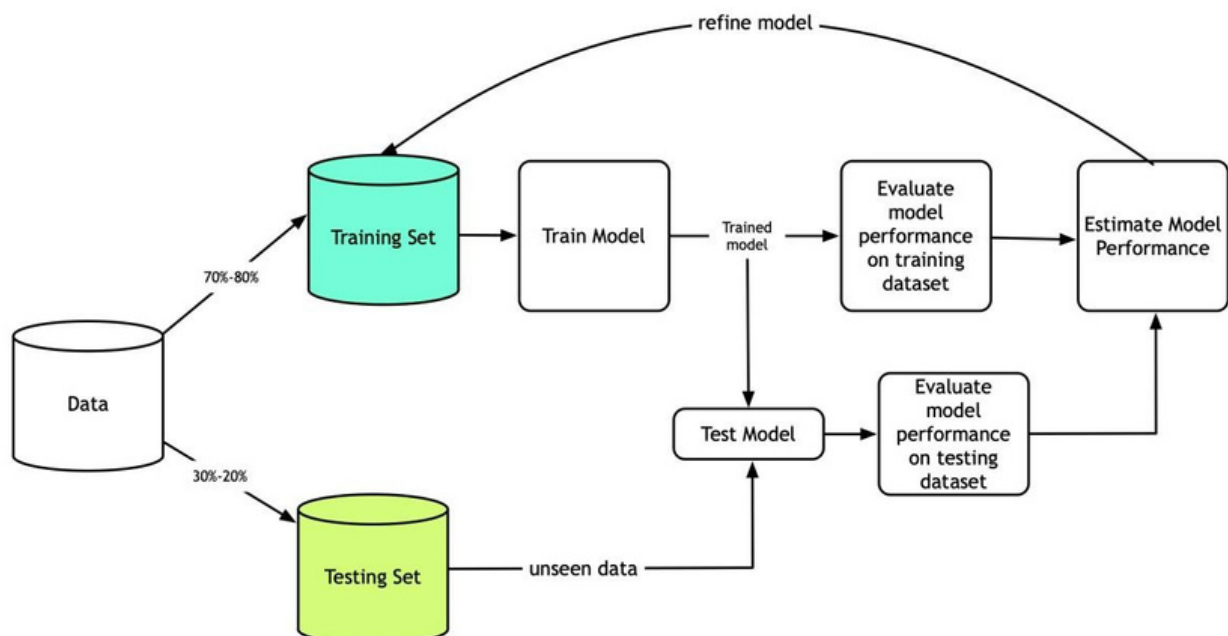 refine model
Training Set
Train Model
Trained
model
Evaluate
model
performance
on training
dataset
Estimate Model
Performance
70%-80%
Data
30%-20%
Test Model
Evaluate
model
performance
on testing
dataset
Testing Set
unseen data